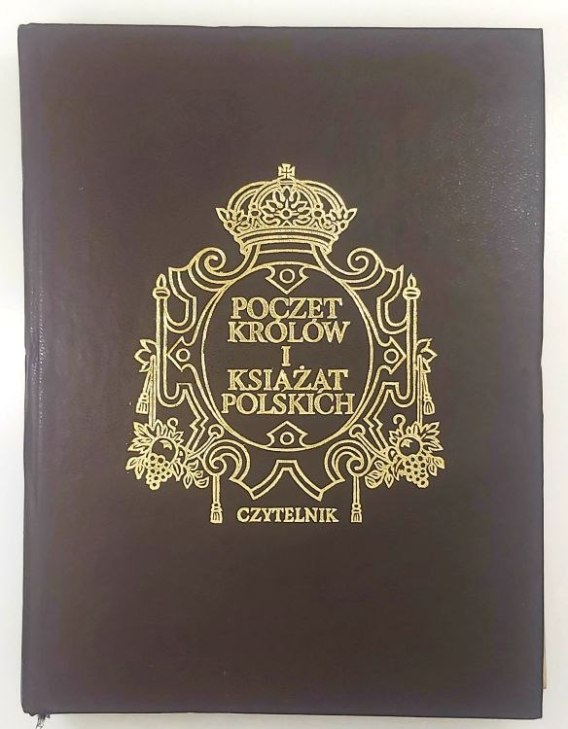 POCZET
KRÓLÓW
I
KSIĄŻĄT
POLSKICH
CZYTELNIK